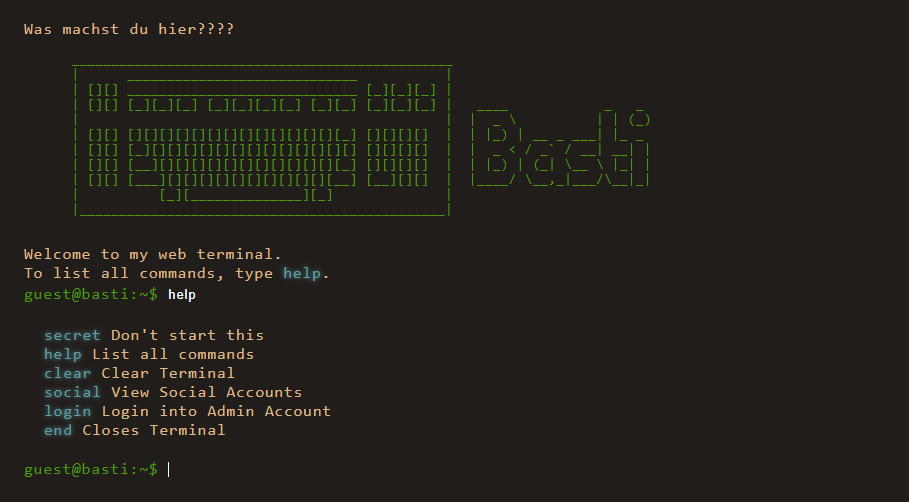 Was machst du hier????
Basti
Welcome to my web terminal.
To list all commands, type help.
guest@basti:~$ help
secret Don't start this
help List all commands
clear Clear Terminal
social View Social Accounts
login Login into Admin Account
end Closes Terminal
guest@basti:~$